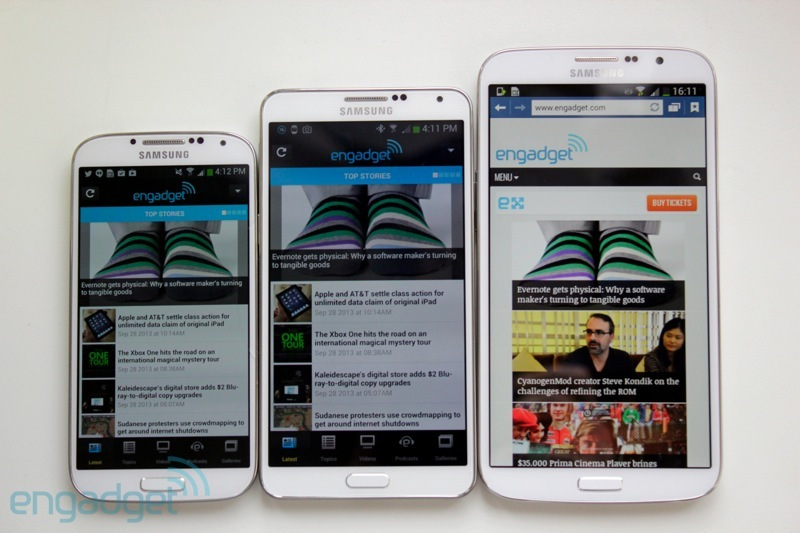 SAMSUNG
4:12 PM
engadget
TOP STORIES
Evernote gets physical: Why a software maker's turning
to tangible goods
Apple and AT&T settle class action for
unlimited data claim of original iPad
Sep 28 2013 at 10:14AM
ONE
TOUR
The Xbox One hits the road on an
international magical mystery tour
Sep 28 2013 at 08:38AM
Kaleidescape's digital store adds $2 Blu-
ray-to-digital copy upgrades
Sep 28 2013 at 05:07AM
Sudanese protesters use crowdmapping to
get around internet shutdowns
Latest
Topics
Videos
Podcasts
Galleries
SAMSUNG
4:11 PM
engadget
TOP STORIES
Evernote gets physical: Why a software maker's turning
to tangible goods
Apple and AT&T settle class action for
unlimited data claim of original iPad
Sep 28 2013 at 10:14AM
ONE
TOUR
The Xbox One hits the road on an
international magical mystery tour
Sep 28 2013 at 08:38AM
Kaleidescape's digital store adds $2 Blu-
ray-to-digital copy upgrades
Sep 28 2013 at 05:07AM
Sudanese protesters use crowdmapping to
get around internet shutdowns
Latest
Topics
Videos
Podcasts
Galleries
SAMSUNG
16:11
www.engadget.com
engadget
MENU
BUY TICKETS
Evernote gets physical: Why a software
maker's turning to tangible goods
CyanogenMod creator Steve Kondik on the
challenges of refining the ROM
$35,000 Prima Cinema Player brings
engadget